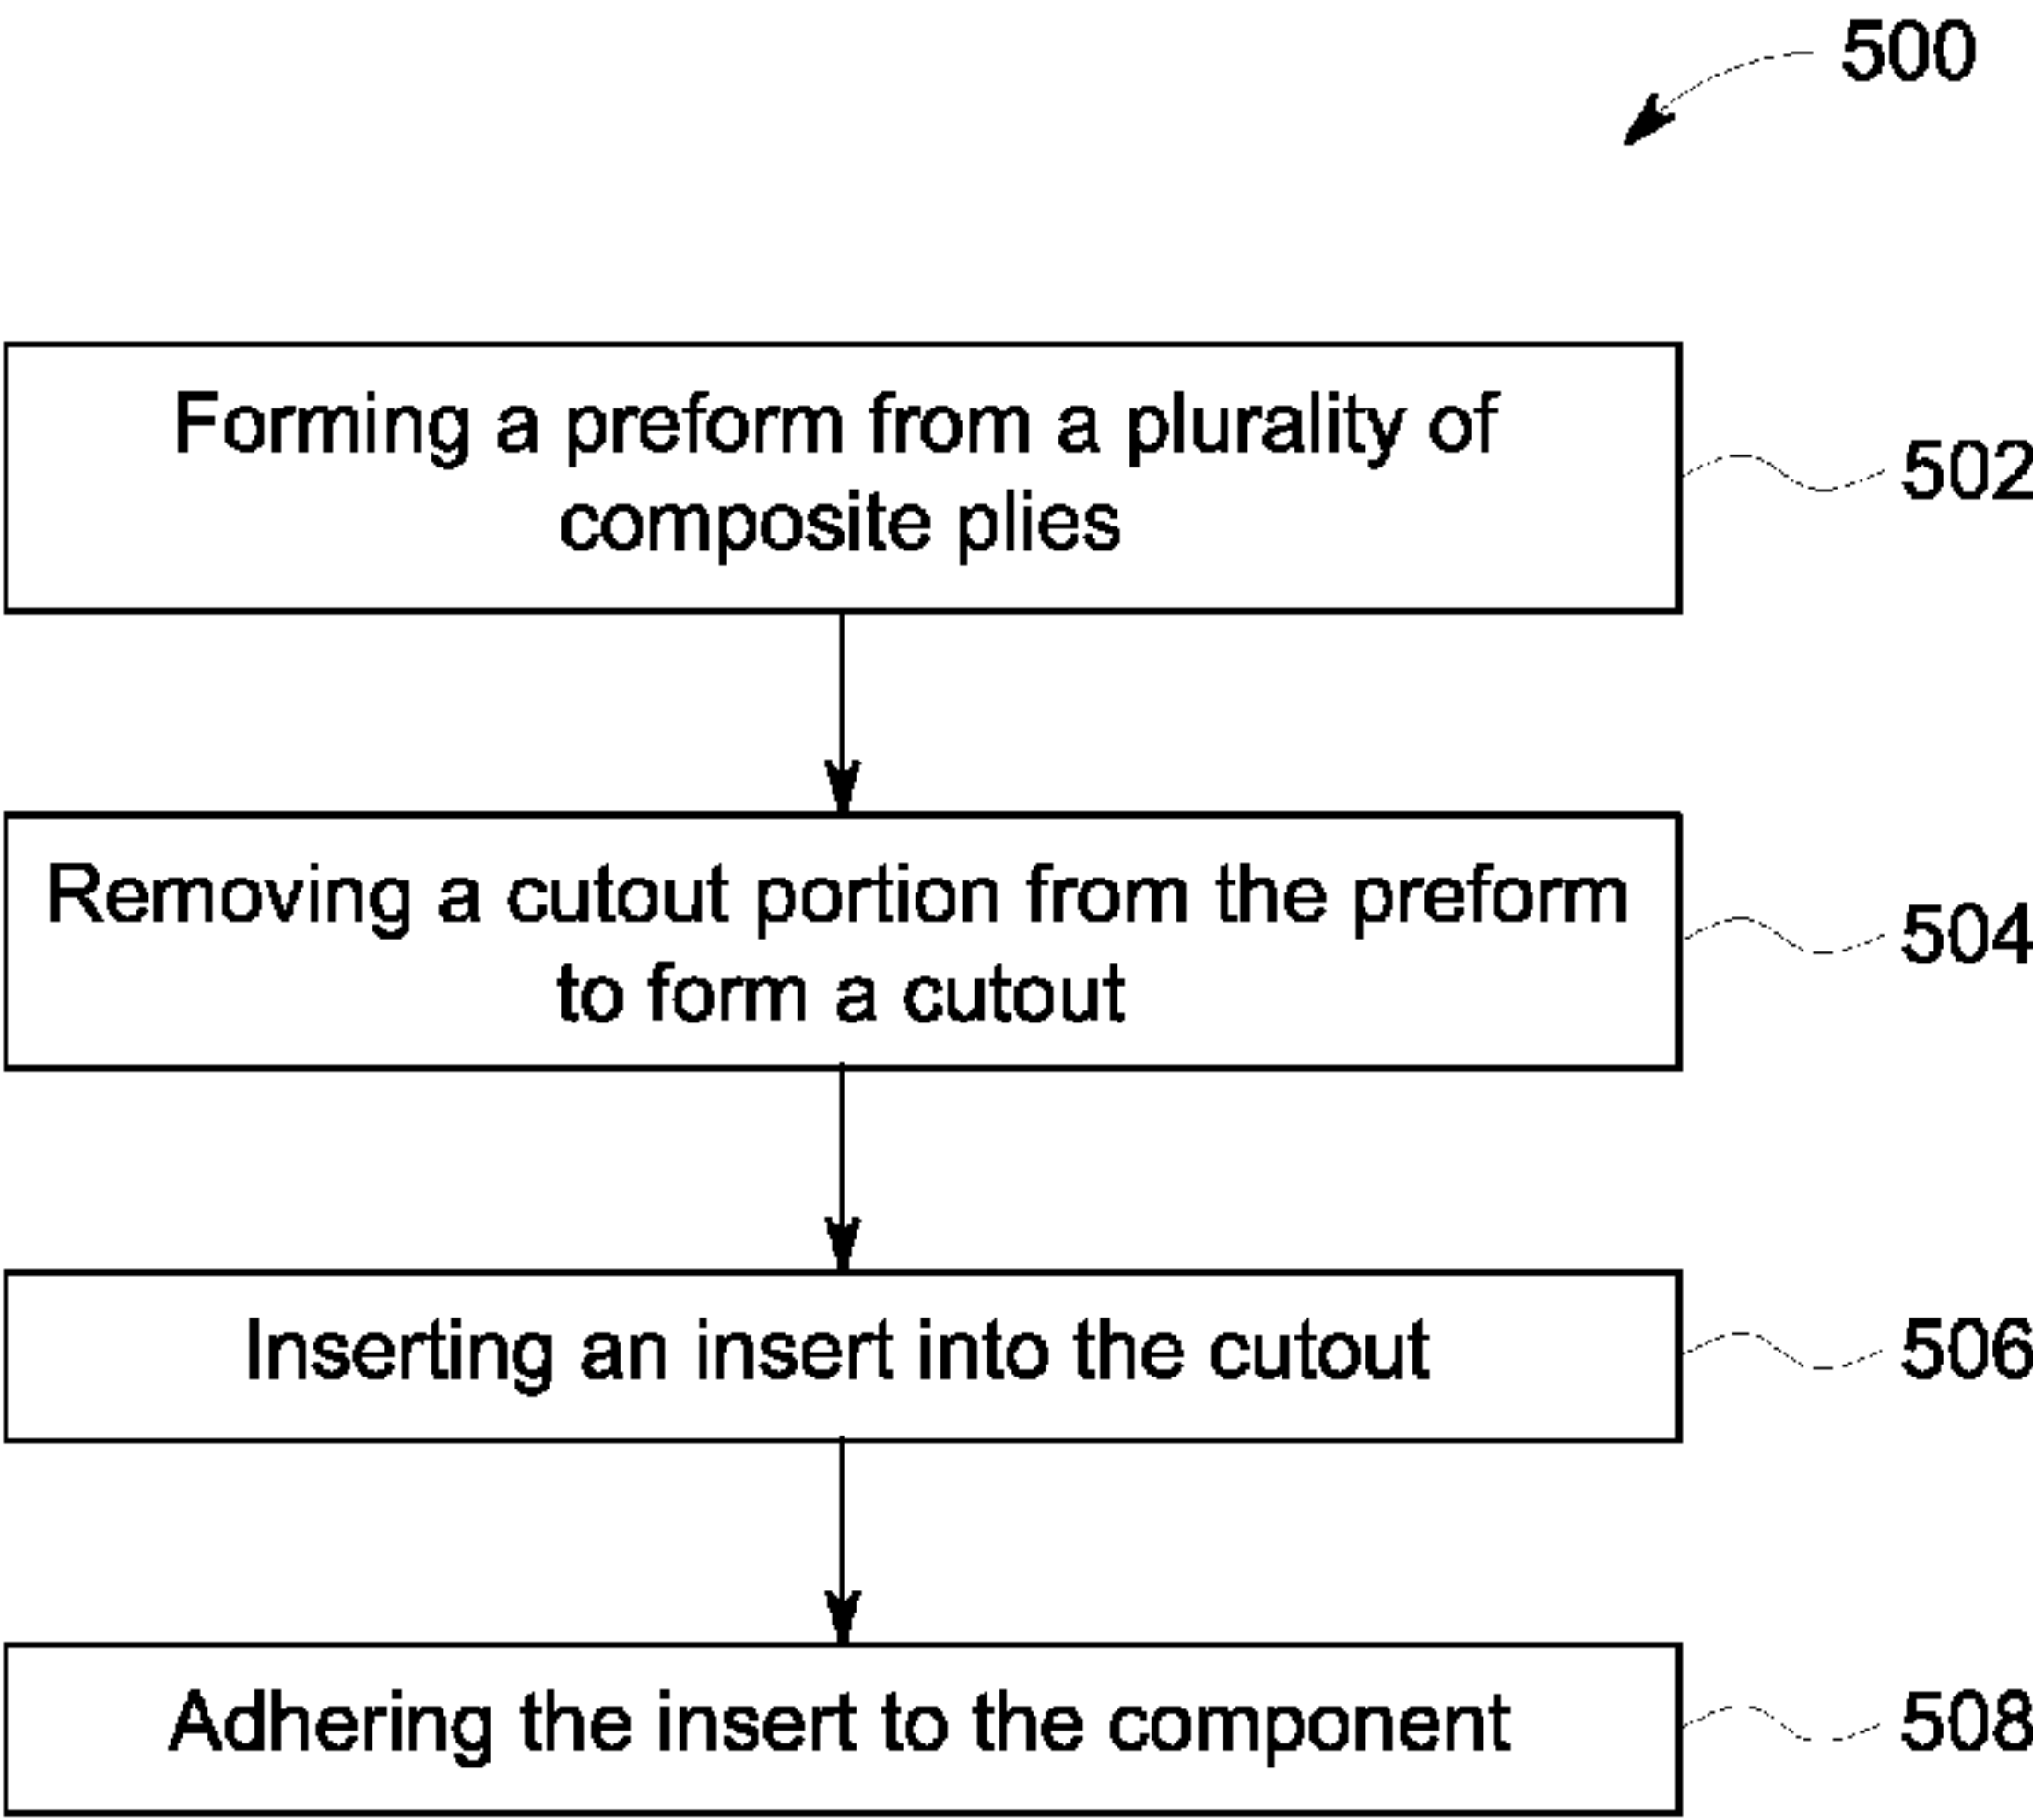 500
Forming a preform from a plurality of
composite plies
502
Removing a cutout portion from the preform
to form a cutout
504
Inserting an insert into the cutout
506
Adhering the insert to the component
508